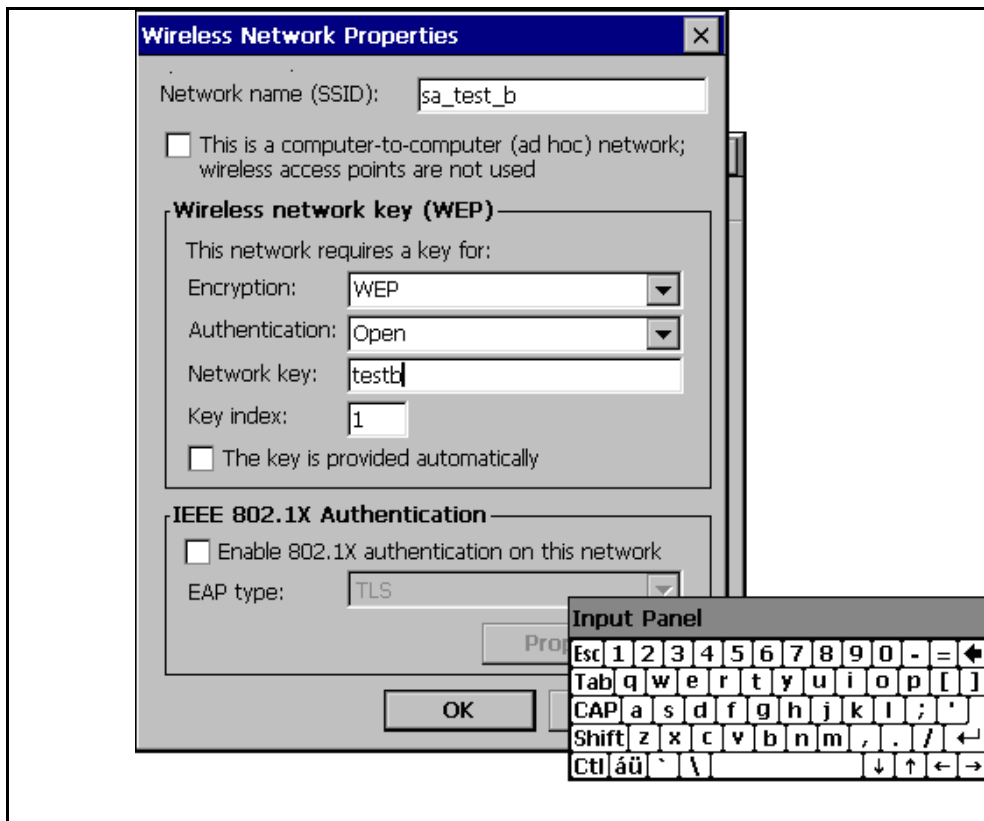 Wireless Network Properties
Network name (SSID): sa_test_b
This is a computer-to-computer (ad hoc) network;
wireless access points are not used
Wireless network key (WEP)
This network requires a key for:
Encryption: WEP
Authentication: Open
Network key: testb
Key index: 1
The key is provided automatically
IEEE 802.1X Authentication
Enable 802.1X authentication on this network
EAP type: TLS
Prop
OK
Input Panel
Esc 1 2 3 4 5 6 7 8 9 0 - =
Tab q w e r t y u i o p [ ]
CAP a s d f g h j k l ; '
Shift z x c v b n m , . /
Ctl áü ` \